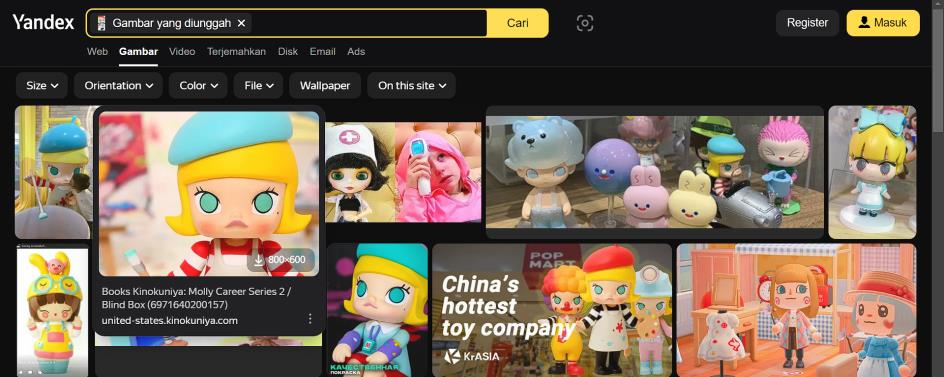 Yandex
Gambar yang diunggah
Cari
Register
Masuk
Web Gambar Video Terjemahkan Disk Email Ads
Size Orientation Color File Wallpaper On this site
800×600
Books Kinokuniya: Molly Career Series 2 /
Blind Box (6971640200157)
united-states.kinokuniya.com
POP
MART
China's
hottest
toy company
KrASIA
КАЧЕСТВЕННАЯ
ПОКРАСКА